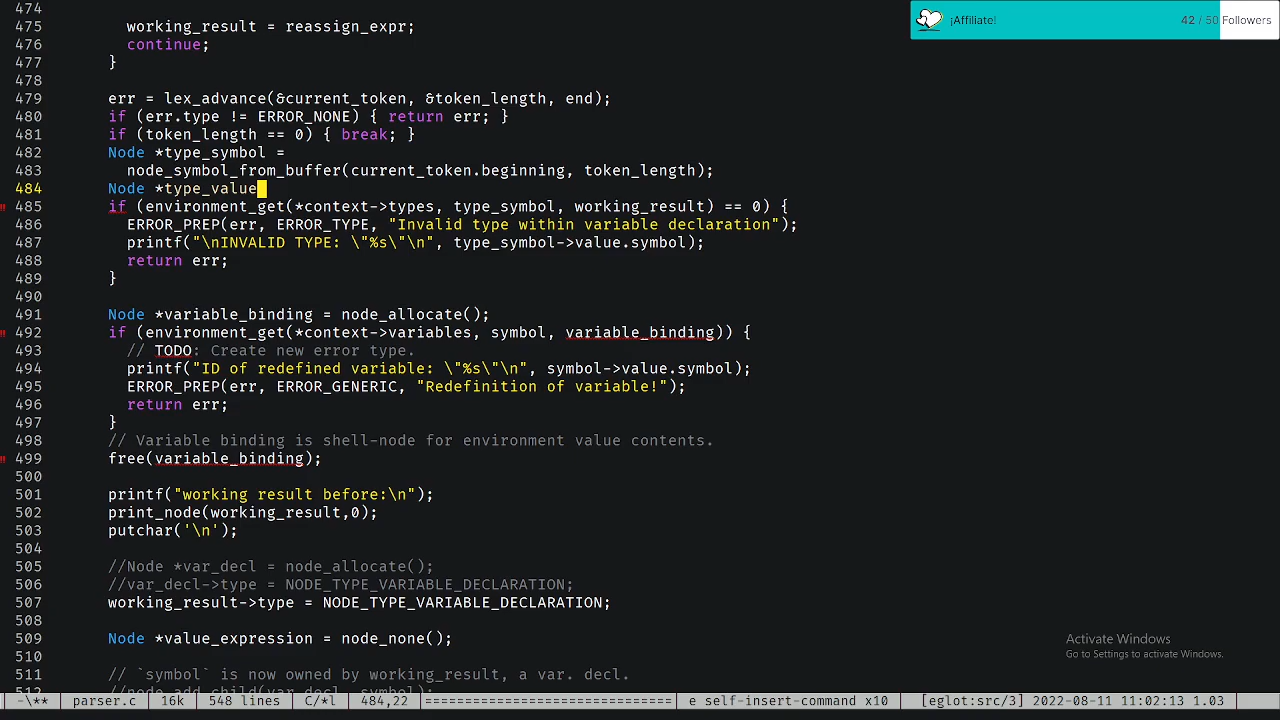 474
475 working_result = reassign_expr;
476 continue;
477 }
478
479 err = lex_advance(&current_token, &token_length, end);
480 if (err.type != ERROR_NONE) { return err; }
481 if (token_length == 0) { break; }
482 Node *type_symbol =
483 node_symbol_from_buffer(current_token.beginning, token_length);
484 Node *type_value
485 if (environment_get(*context->types, type_symbol, working_result) == 0) {
486 ERROR_PREP(err, ERROR_TYPE, "Invalid type within variable declaration");
487 printf("\nINVALID TYPE: \"%s\"\n", type_symbol->value.symbol);
488 return err;
489 }
490
491 Node *variable_binding = node_allocate();
492 if (environment_get(*context->variables, symbol, variable_binding)) {
493 // TODO: Create new error type.
494 printf("ID of redefined variable: \"%s\"\n", symbol->value.symbol);
495 ERROR_PREP(err, ERROR_GENERIC, "Redefinition of variable!");
496 return err;
497 }
498 // Variable binding is shell-node for environment value contents.
499 free(variable_binding);
500
501 printf("working result before:\n");
502 print_node(working_result,0);
503 putchar('\n');
504
505 //Node *var_decl = node_allocate();
506 //var_decl->type = NODE_TYPE_VARIABLE_DECLARATION;
507 working_result->type = NODE_TYPE_VARIABLE_DECLARATION;
508
509 Node *value_expression = node_none();
510
511 // `symbol` is now owned by working_result, a var. decl.
512 //node_add_child(var_decl, symbol);
-\** parser.c 16k 548 lines C/*l 484,22 ============================== e self-insert-command x10 [eglot:src/3] 2022-08-11 11:02:13 1.03
¡Affiliate! 42 / 50 Followers
Activate Windows
Go to Settings to activate Windows.